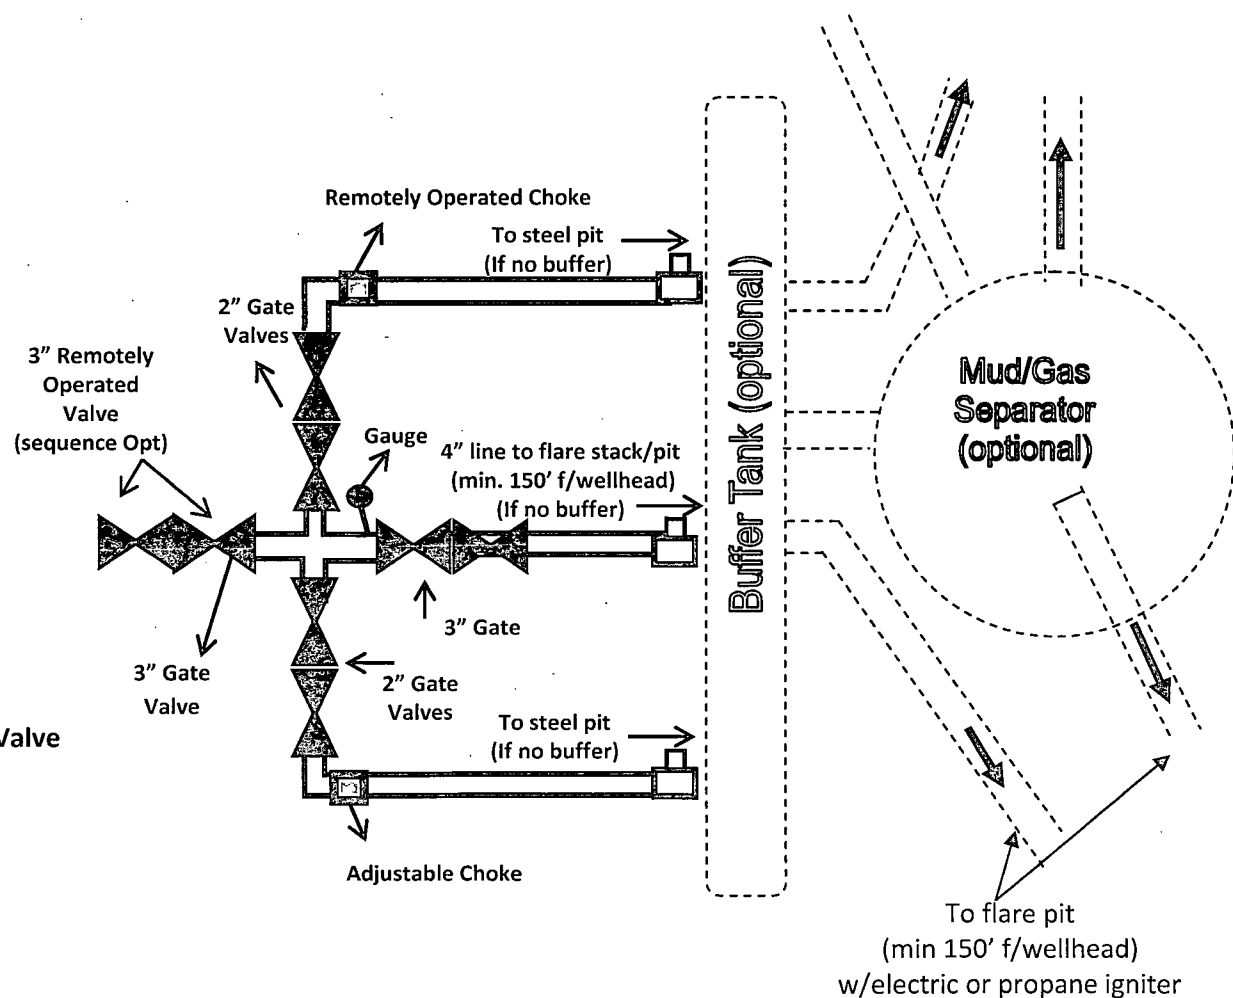 Remotely Operated Choke
To steel pit
(If no buffer)
2” Gate
Valves
3” Remotely
Operated
Valve
(sequence Opt)
Gauge
4” line to flare stack/pit
(min. 150’ f/wellhead)
(If no buffer)
Buffer Tank (optional)
Mud/Gas
Separator
(optional)
3” Gate
3” Gate
Valve
2” Gate
Valves
To steel pit
(If no buffer)
Valve
Adjustable Choke
To flare pit
(min 150’ f/wellhead)
w/electric or propane igniter